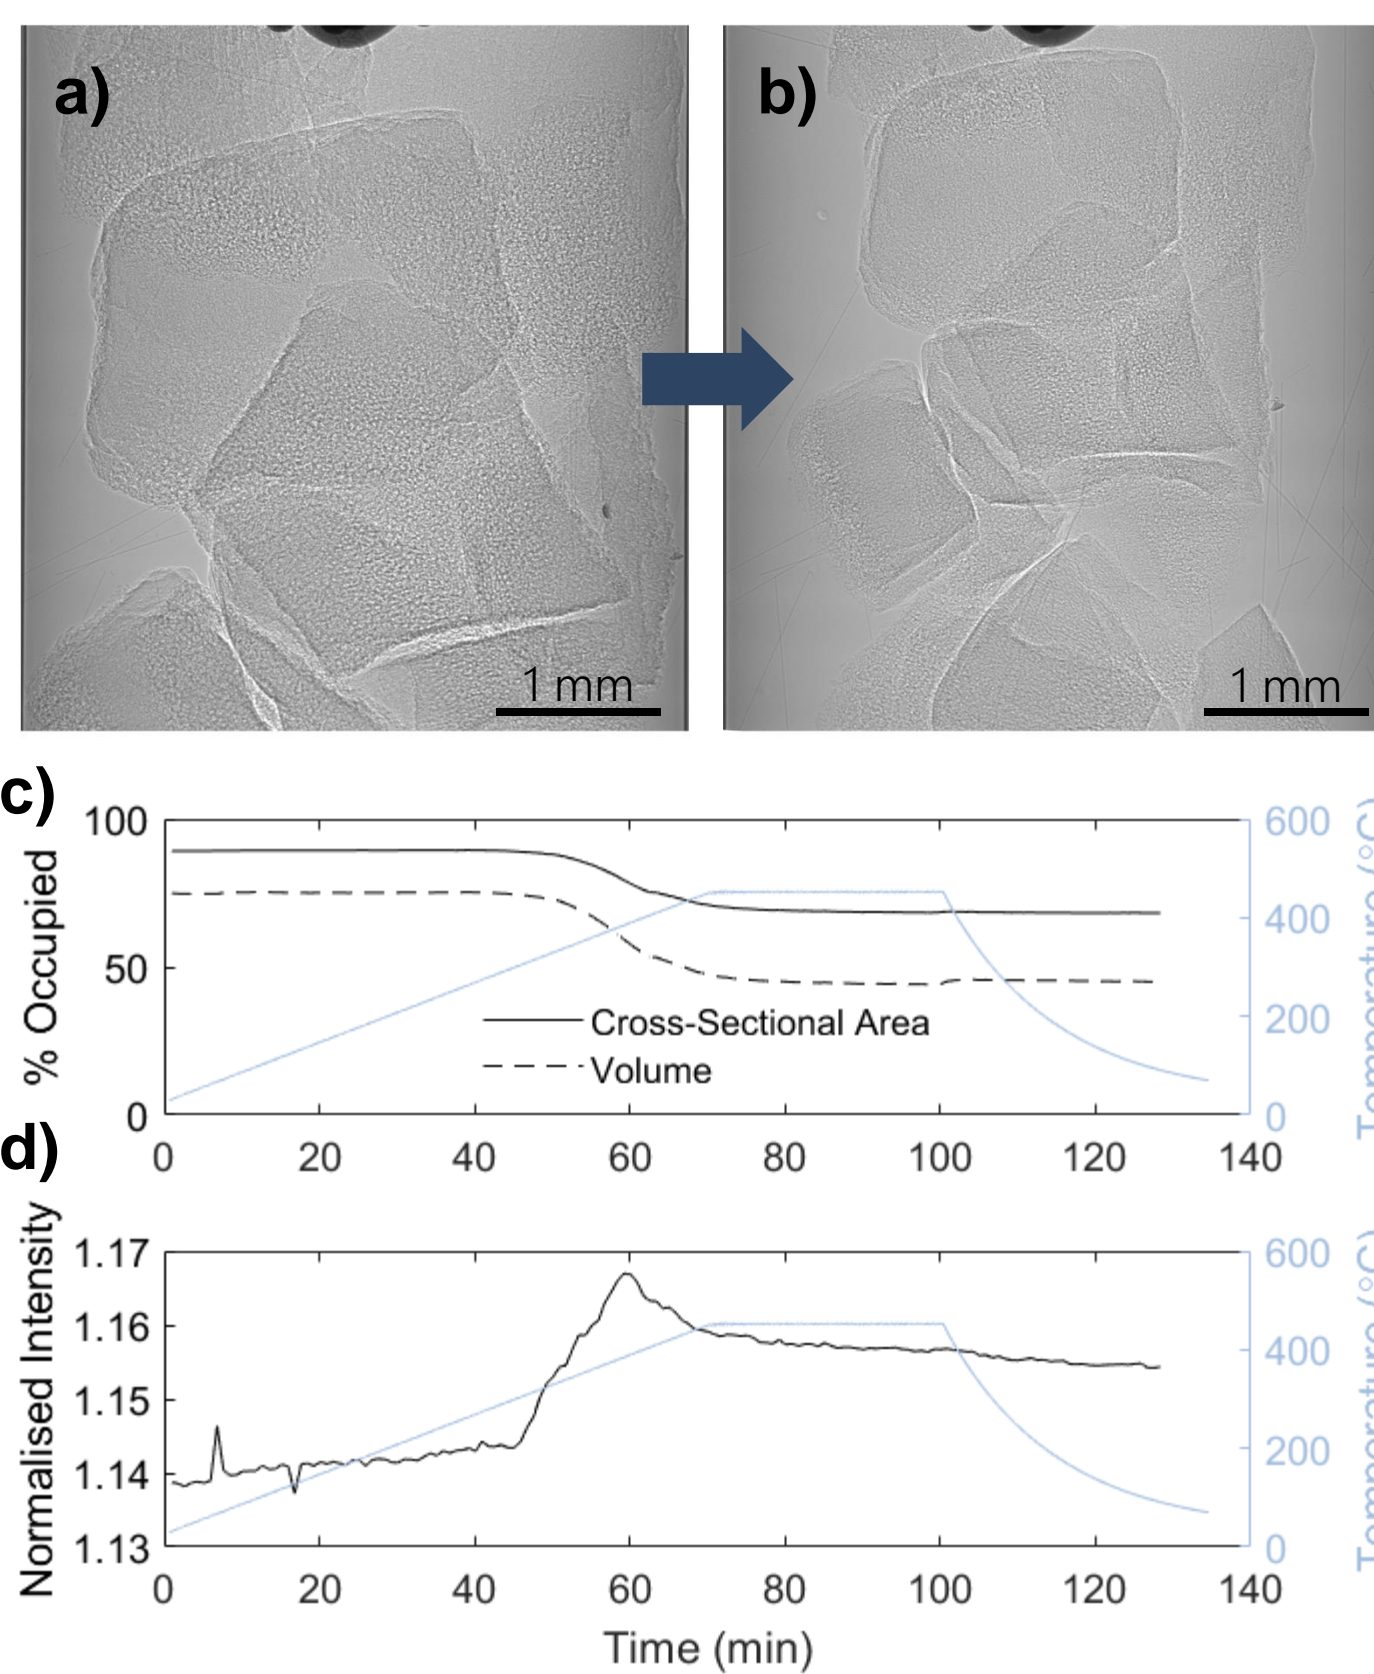 a)
b)
1 mm
1 mm
c)
100
50
0
% Occupied
Cross-Sectional Area
Volume
600
400
200
0
0 20 40 60 80 100 120 140
d)
1.17
1.16
1.15
1.14
1.13
Normalised Intensity
600
400
200
0
0 20 40 60 80 100 120 140
Time (min)